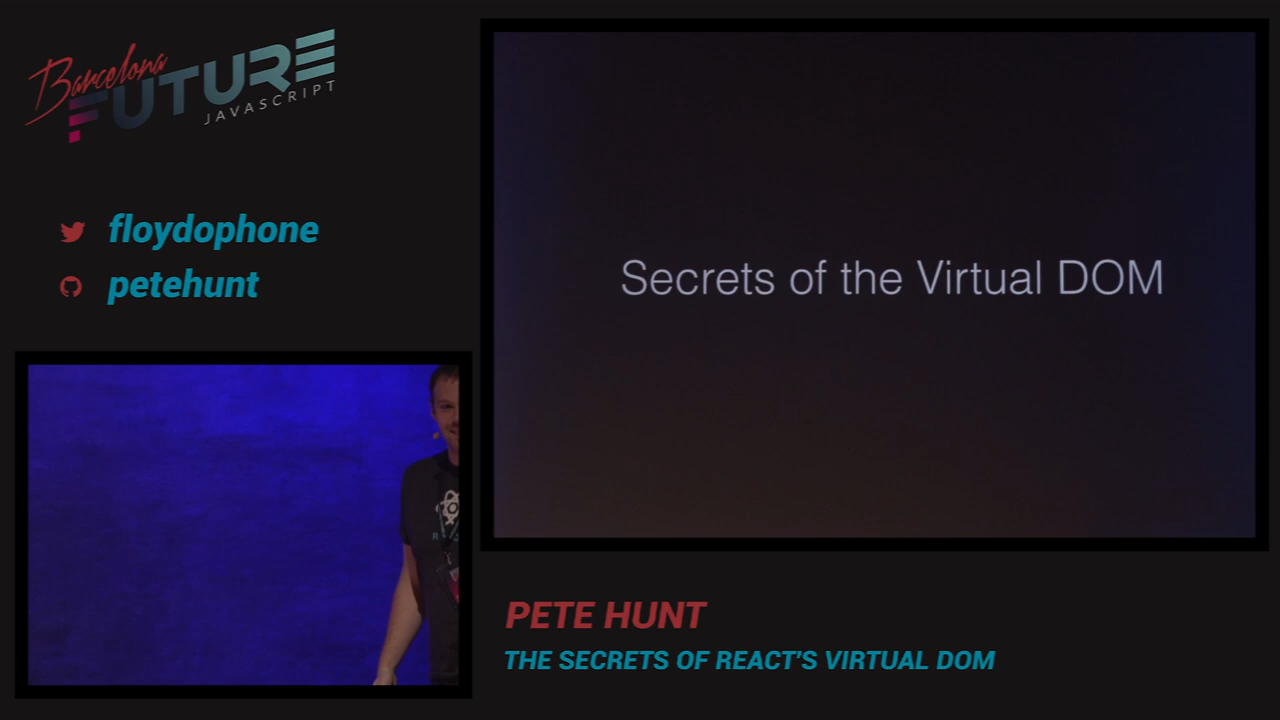 Barcelona
FUTURE
JAVASCRIPT
floydophone
petehunt
Secrets of the Virtual DOM
PETE HUNT
THE SECRETS OF REACT'S VIRTUAL DOM